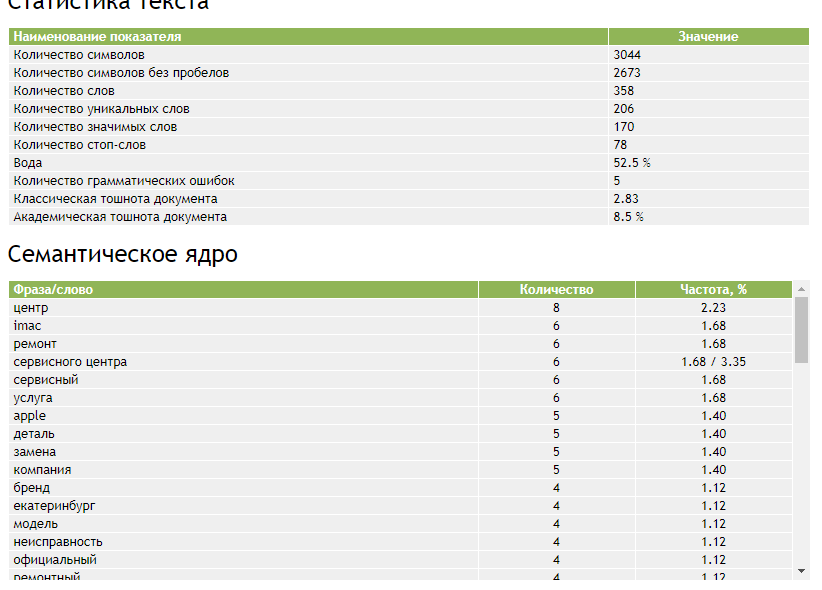 Статистика текста
Наименование показателя Значение
Количество символов 3044
Количество символов без пробелов 2673
Количество слов 358
Количество уникальных слов 206
Количество значимых слов 170
Количество стоп-слов 78
Вода 52.5 %
Количество грамматических ошибок 5
Классическая тошнота документа 2.83
Академическая тошнота документа 8.5 %
Семантическое ядро
Фраза/слово Количество Частота, %
центр 8 2.23
imac 6 1.68
ремонт 6 1.68
сервисного центра 6 1.68 / 3.35
сервисный 6 1.68
услуга 6 1.68
apple 5 1.40
деталь 5 1.40
замена 5 1.40
компания 5 1.40
бренд 4 1.12
екатеринбург 4 1.12
модель 4 1.12
неисправность 4 1.12
официальный 4 1.12
ремонтный 4 1.12